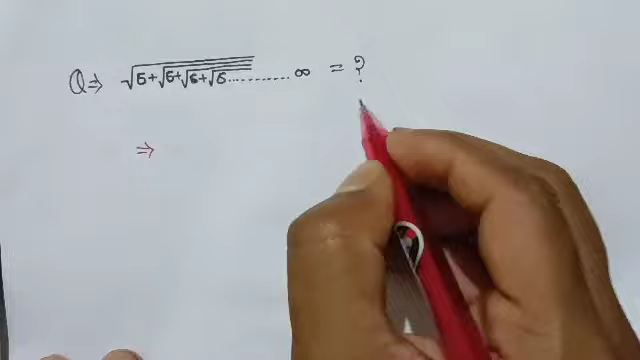 Q⇒ √6+√6+√6+√6........... ∞ = ?
⇒